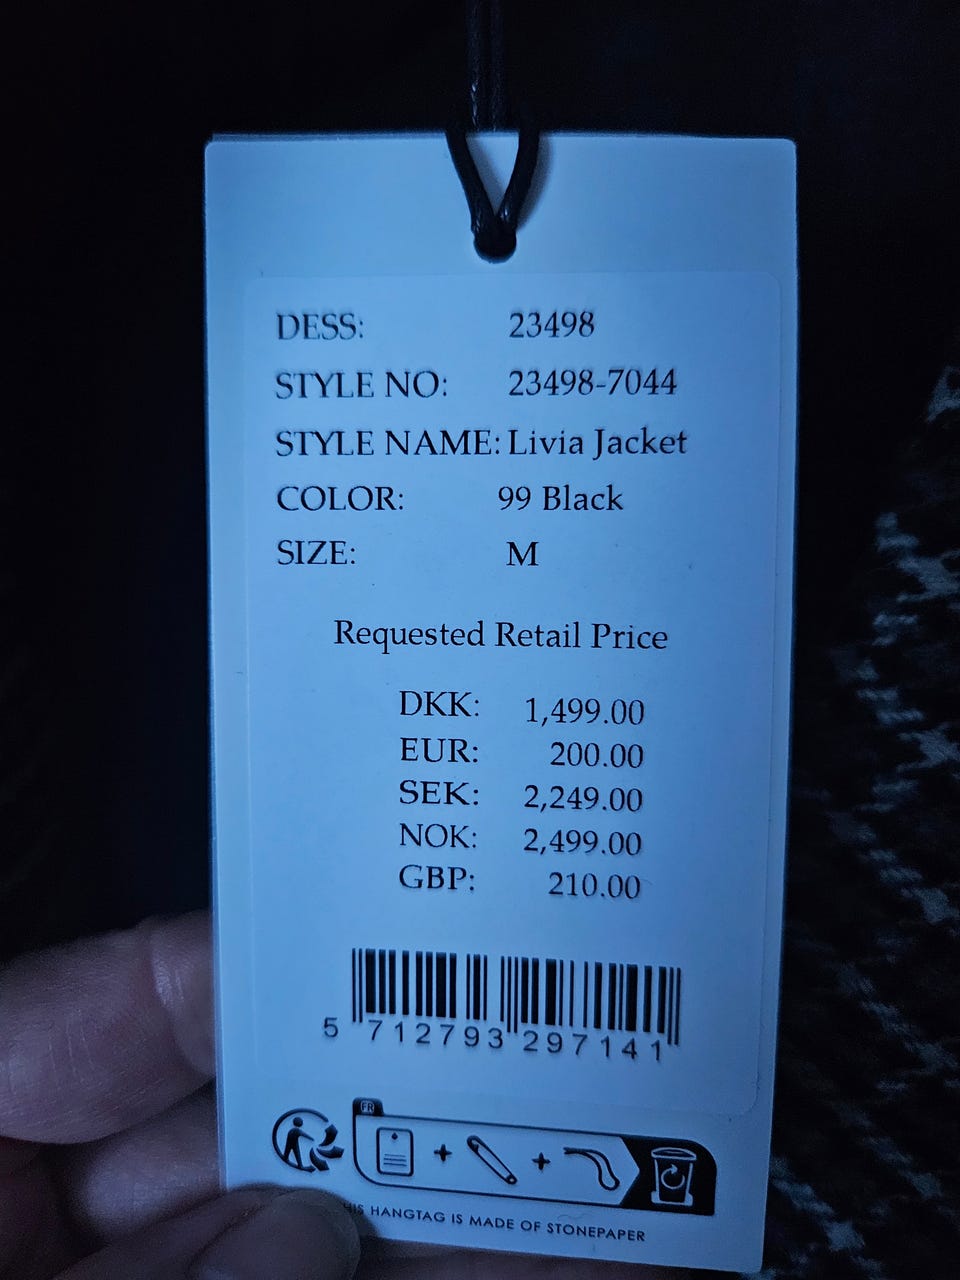 DESS: 23498
STYLE NO: 23498-7044
STYLE NAME: Livia Jacket
COLOR: 99 Black
SIZE: M
Requested Retail Price
DKK: 1,499.00
EUR: 200.00
SEK: 2,249.00
NOK: 2,499.00
GBP: 210.00
5 712793 297141
FR
HANGTAG IS MADE OF STONEPAPER